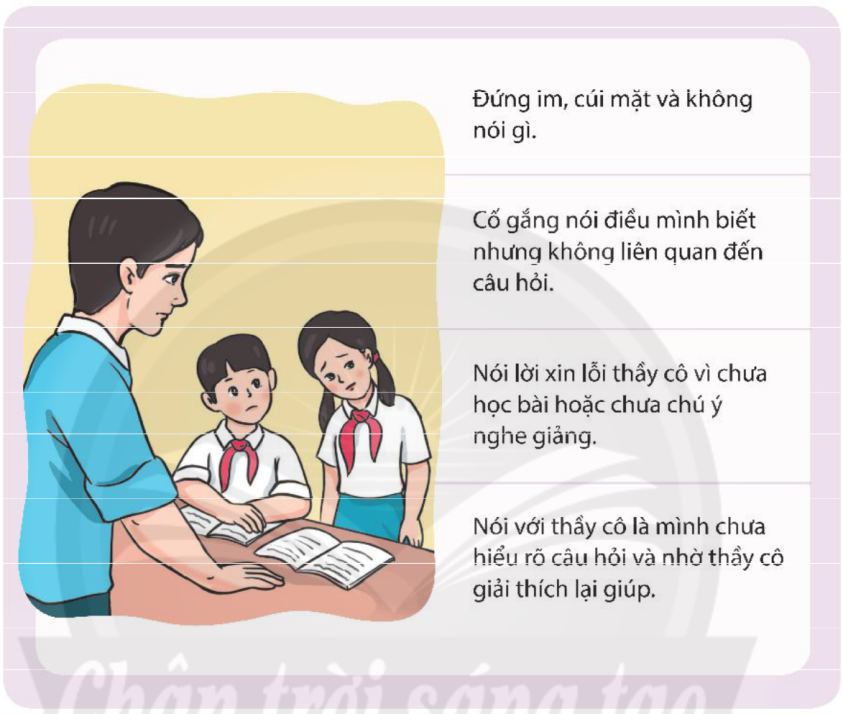 Đứng im, cúi mặt và không
nói gì.
Cố gắng nói điều mình biết
nhưng không liên quan đến
câu hỏi.
Nói lời xin lỗi thầy cô vì chưa
học bài hoặc chưa chú ý
nghe giảng.
Nói với thầy cô là mình chưa
hiểu rõ câu hỏi và nhờ thầy cô
giải thích lại giúp.
Chân trời sáng tạo